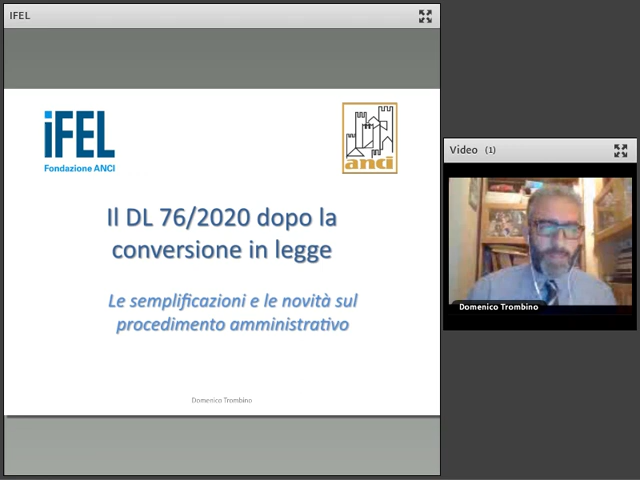 IFEL
iFEL
Fondazione ANCI
anci
Il DL 76/2020 dopo la
conversione in legge
Le semplificazioni e le novità sul
procedimento amministrativo
Domenico Trombino
Video (1)
Domenico Trombino